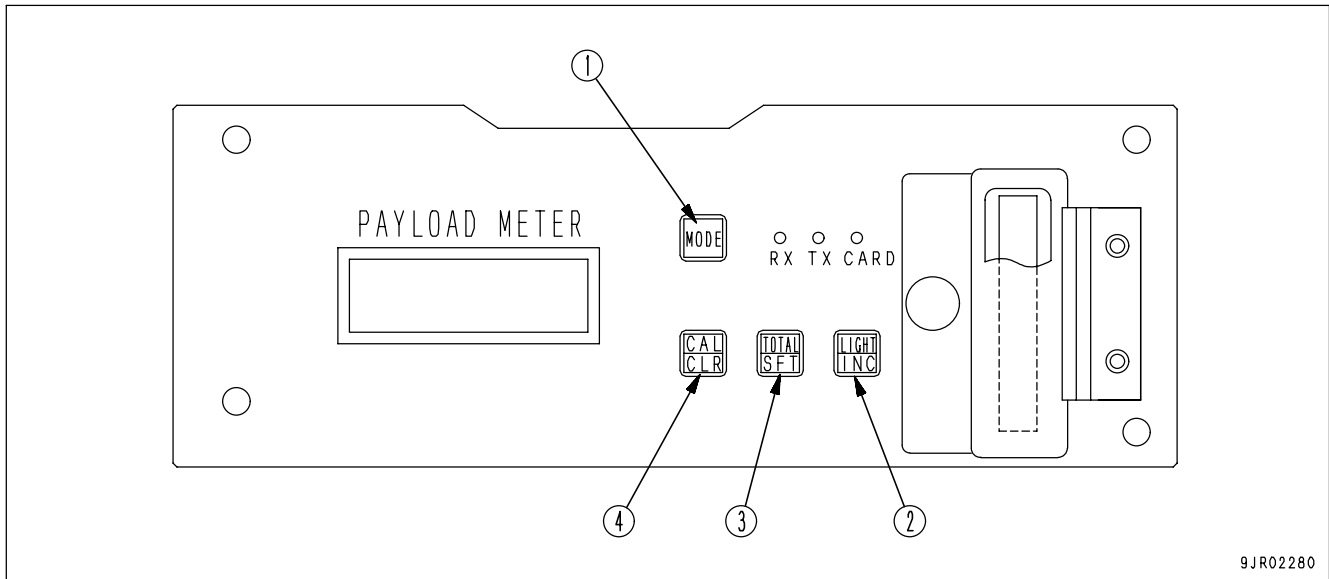 ①
PAYLOAD METER
MODE
RX TX CARD
CAL
CLR
TOTAL
SFT
LIGHT
INC
④
③
②
9JR02280